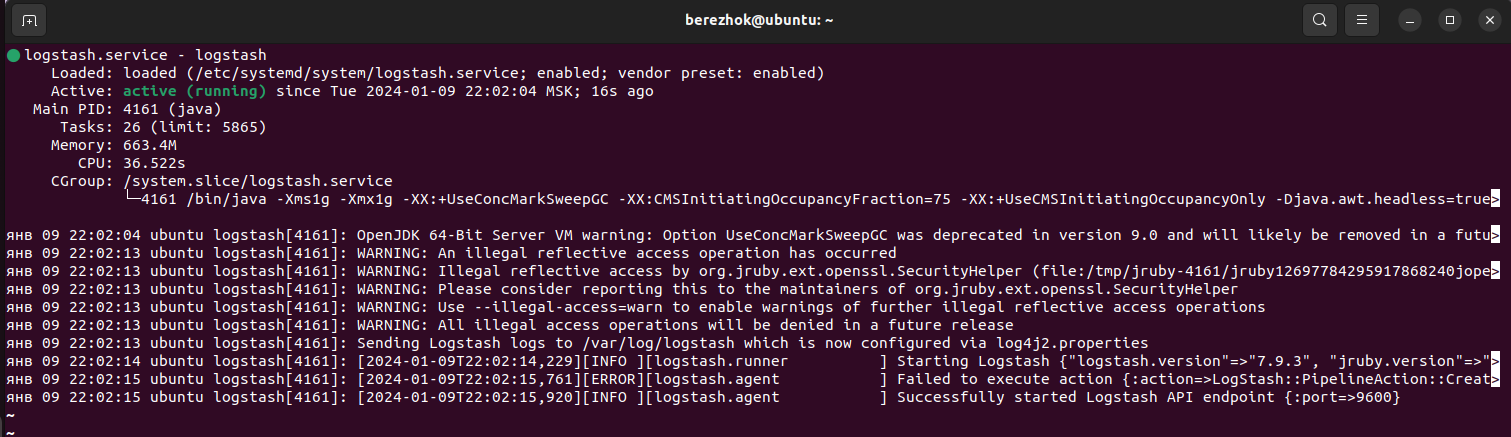 berezhok@ubuntu: ~
logstash.service - logstash
Loaded: loaded (/etc/systemd/system/logstash.service; enabled; vendor preset: enabled)
Active: active (running) since Tue 2024-01-09 22:02:04 MSK; 16s ago
Main PID: 4161 (java)
Tasks: 26 (limit: 5865)
Memory: 663.4M
CPU: 36.522s
CGroup: /system.slice/logstash.service
└─4161 /bin/java -Xms1g -Xmx1g -XX:+UseConcMarkSweepGC -XX:CMSInitiatingOccupancyFraction=75 -XX:+UseCMSInitiatingOccupancyOnly -Djava.awt.headless=true>
янв 09 22:02:04 ubuntu logstash[4161]: OpenJDK 64-Bit Server VM warning: Option UseConcMarkSweepGC was deprecated in version 9.0 and will likely be removed in a futu>
янв 09 22:02:13 ubuntu logstash[4161]: WARNING: An illegal reflective access operation has occurred
янв 09 22:02:13 ubuntu logstash[4161]: WARNING: Illegal reflective access by org.jruby.ext.openssl.SecurityHelper (file:/tmp/jruby-4161/jruby12697784295917868240jope>
янв 09 22:02:13 ubuntu logstash[4161]: WARNING: Please consider reporting this to the maintainers of org.jruby.ext.openssl.SecurityHelper
янв 09 22:02:13 ubuntu logstash[4161]: WARNING: Use --illegal-access=warn to enable warnings of further illegal reflective access operations
янв 09 22:02:13 ubuntu logstash[4161]: WARNING: All illegal access operations will be denied in a future release
янв 09 22:02:13 ubuntu logstash[4161]: Sending Logstash logs to /var/log/logstash which is now configured via log4j2.properties
янв 09 22:02:14 ubuntu logstash[4161]: [2024-01-09T22:02:14,229][INFO ][logstash.runner          ] Starting Logstash {"logstash.version"=>"7.9.3", "jruby.version"=>">
янв 09 22:02:15 ubuntu logstash[4161]: [2024-01-09T22:02:15,761][ERROR][logstash.agent           ] Failed to execute action {:action=>LogStash::PipelineAction::Creat>
янв 09 22:02:15 ubuntu logstash[4161]: [2024-01-09T22:02:15,920][INFO ][logstash.agent           ] Successfully started Logstash API endpoint {:port=>9600}
~
~